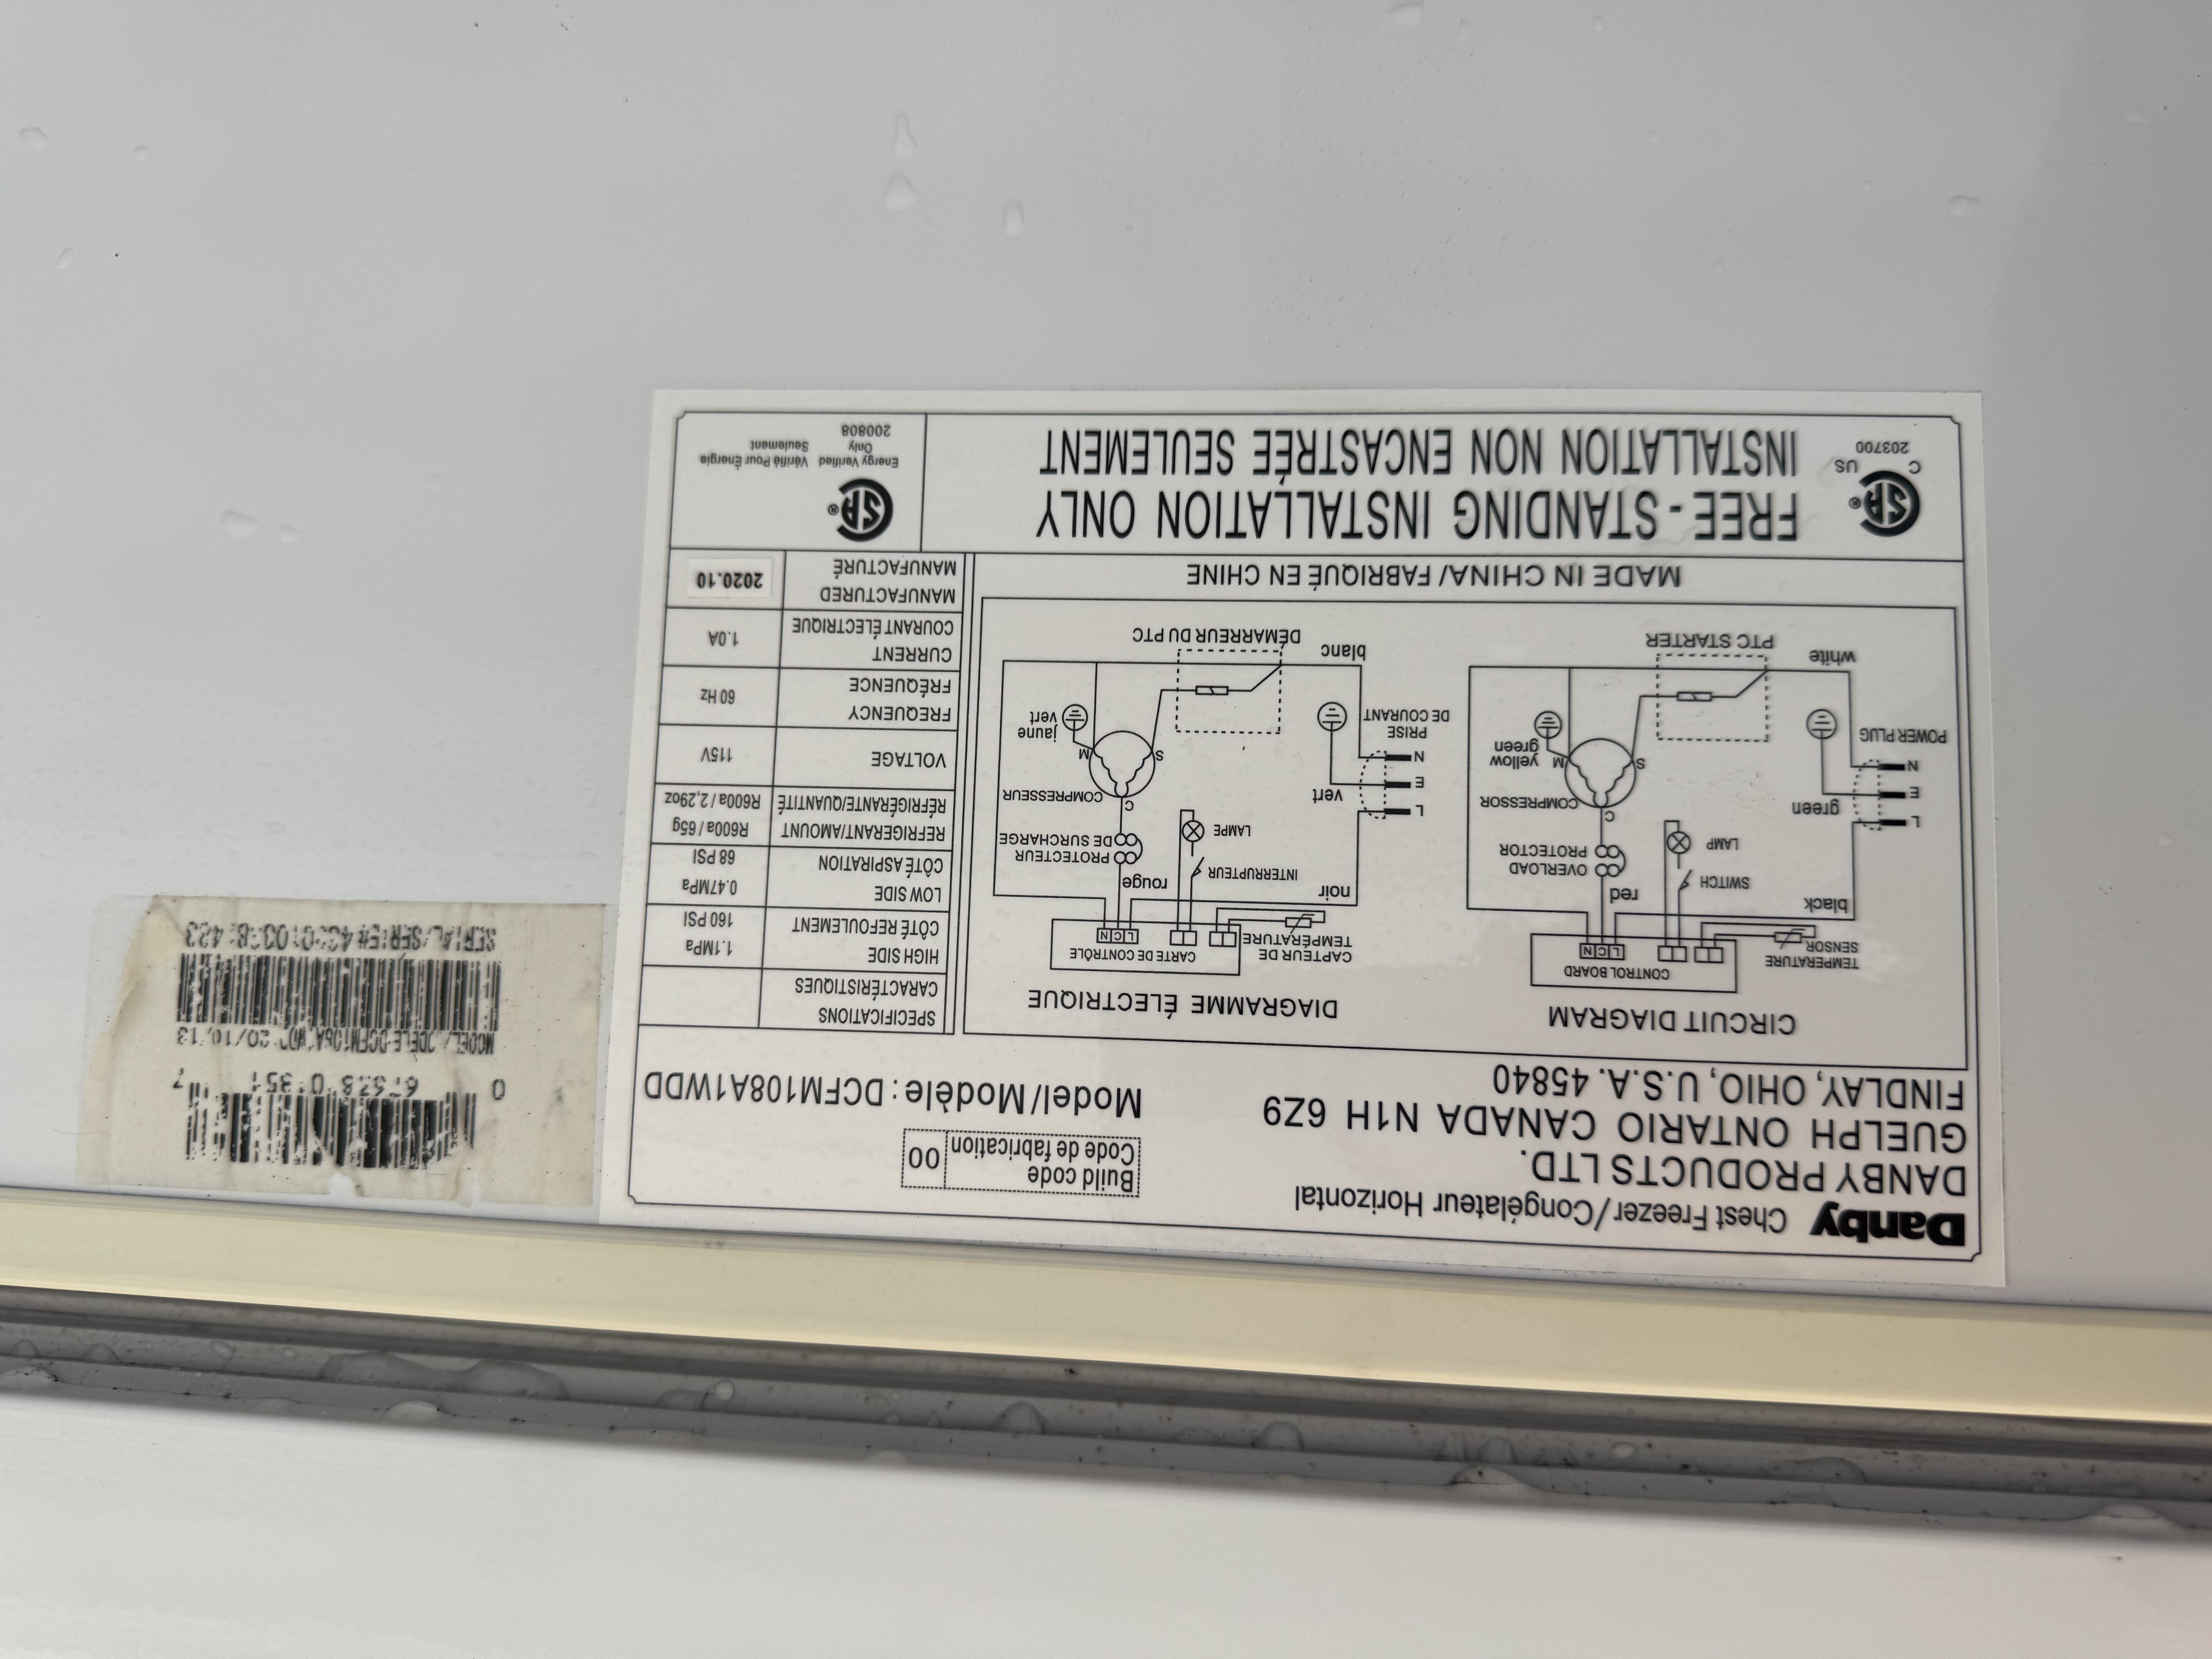 Danby Chest Freezer/Congélateur Horizontal
DANBY PRODUCTS LTD.
GUELPH ONTARIO CANADA N1H 6Z9
FINDLAY, OHIO, U.S.A. 45840
Build code
Code de fabrication
00
Model/Modèle: DCFM108A1WDD
CIRCUIT DIAGRAM
CONTROL BOARD
L C N
TEMPERATURE
SENSOR
black
red
SWITCH
OVERLOAD
PROTECTOR
LAMP
L
green
E
N
POWER PLUG
C
COMPRESSOR
S
M
yellow
green
white
PTC STARTER
DIAGRAMME ÉLECTRIQUE
CARTE DE CONTRÔLE
L C N
CAPTEUR DE
TEMPÉRATURE
noir
rouge
INTERRUPTEUR
PROTECTEUR
DE SURCHARGE
LAMPE
L
vert
E
N
PRISE
DE COURANT
C
COMPRESSEUR
S
M
jaune
vert
blanc
DÉMARREUR DU PTC
SPECIFICATIONS
CARACTÉRISTIQUES
HIGH SIDE 1.1MPa
CÔTÉ REFOULEMENT 160 PSI
LOW SIDE 0.47MPa
CÔTÉ ASPIRATION 68 PSI
REFRIGERANT/AMOUNT R600a / 65g
RÉFRIGÉRANTE/QUANTITÉ R600a / 2,29oz
VOLTAGE 115V
FREQUENCY
FRÉQUENCE
60 Hz
CURRENT
COURANT ÉLECTRIQUE
1.0A
MANUFACTURED
MANUFACTURÉ
2020.10
MADE IN CHINA/ FABRIQUÉ EN CHINE
SA®
C US
203700
FREE - STANDING INSTALLATION ONLY
INSTALLATION NON ENCASTRÉE SEULEMENT
SA®
Energy Verified
Only
Vérifié Pour Énergie
Seulement
200808
0
7
SERIAL/SERIE#